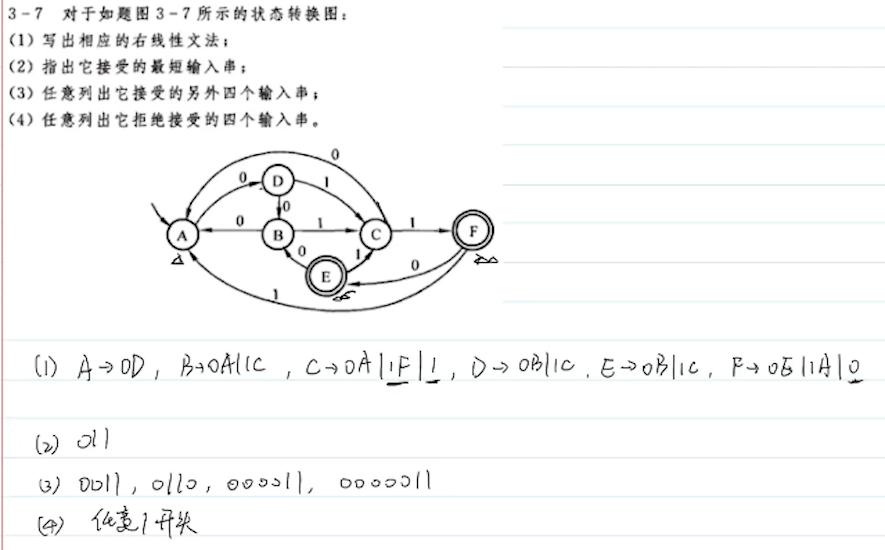 3-7 对于如题图3-7所示的状态转换图:
(1) 写出相应的右线性文法;
(2) 指出它接受的最短输入串;
(3) 任意列出它接受的另外四个输入串;
(4) 任意列出它拒绝接受的四个输入串。
0
0 D 1
0
A 0 B 1 C 1 F
0 E 1 0
1
(1) A→0D, B→0A|1C, C→0A|1F|1, D→0B|1C, E→0B|1C, F→0E|1A|0
(2) 011
(3) 0011, 0110, 000011, 0000011
(4) 任意1开头